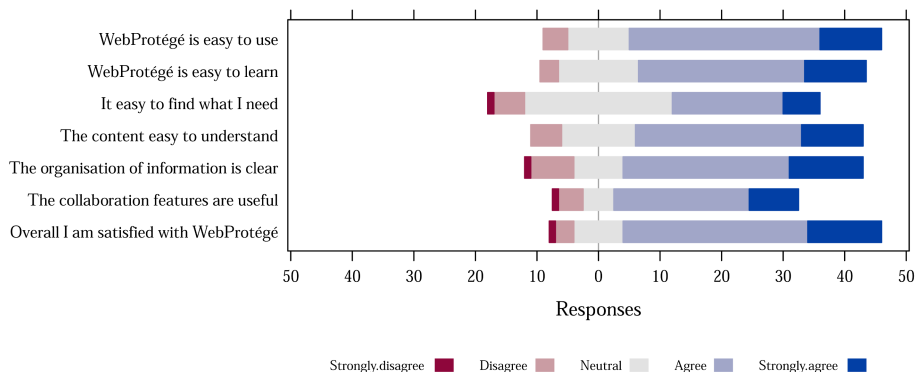 WebProtégé is easy to use
WebProtégé is easy to learn
It easy to find what I need
The content easy to understand
The organisation of information is clear
The collaboration features are useful
Overall I am satisfied with WebProtégé
50 40 30 20 10 0 10 20 30 40 50
Responses
Strongly.disagree Disagree Neutral Agree Strongly.agree